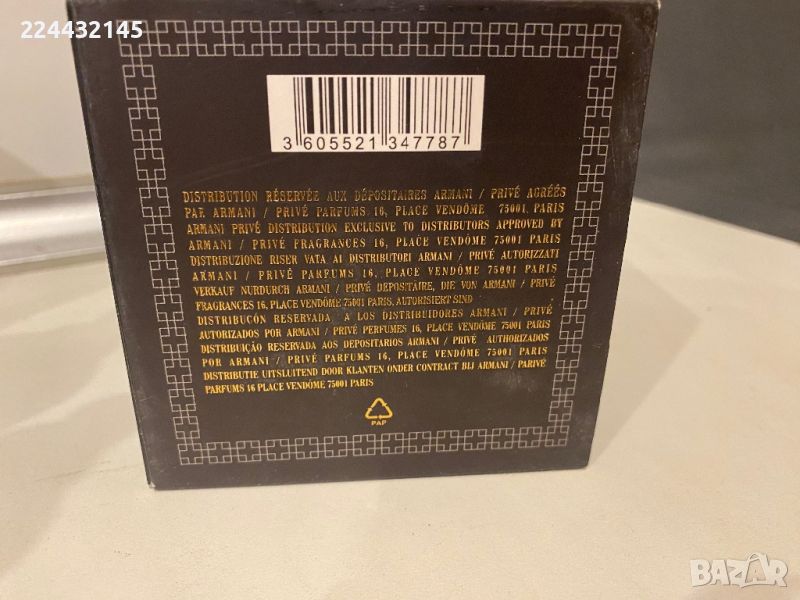 224432145
3 605521 347787
DISTRIBUTION RÉSERVÉE AUX DÉPOSITAIRES ARMANI / PRIVÉ AGRÉÉS
PAR ARMANI / PRIVÉ PARFUMS 16, PLACE VENDÔME 75001 PARIS
ARMANI PRIVÉ DISTRIBUTION EXCLUSIVE TO DISTRIBUTORS APPROVED BY
ARMANI / PRIVÉ FRAGRANCES 16, PLACE VENDÔME 75001 PARIS
DISTRIBUZIONE RISER VATA AI DISTRIBUTORI ARMANI / PRIVÉ AUTORIZZATI
ARMANI / PRIVÉ PARFUMS 16, PLACE VENDÔME 75001 PARIS
VERKAUF NURDURCH ARMANI / PRIVÉ DEPOSITÁIRE, DIE VON ARMANI / PRIVÉ
FRAGRANCES 16, PLACE VENDÔME 75001 PARIS, AUTORISIERT SIND
DISTRIBUCÓN RESERVADA A LOS DISTRIBUIDORES ARMANI / PRIVÉ
AUTORIZADOS POR ARMANI / PRIVÉ PERFUMES 16, PLACE VENDÔME 75001 PARIS
DISTRIBUIÇÃO RESERVADA AOS DEPOSITARIOS ARMANI / PRIVÉ AUTHORIZADOS
POR ARMANI / PRIVÉ PARFUMS 16, PLACE VENDÔME 75001 PARIS
DISTRIBUTIE UITSLUITEND DOOR KLANTEN ONDER CONTRACT BIJ ARMANI / PARIVÉ
PARFUMS 16 PLACE VENDÔME 75001 PARIS
PAP
BAZAR